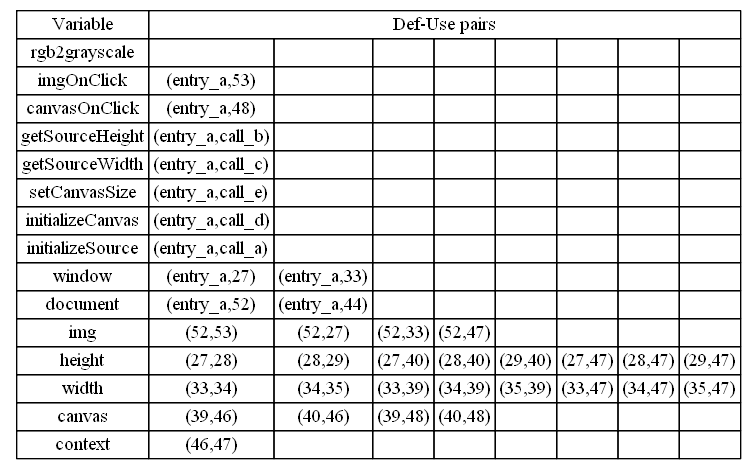 Variable Def-Use pairs
rgb2grayscale
imgOnClick (entry_a,53)
canvasOnClick (entry_a,48)
getSourceHeight (entry_a,call_b)
getSourceWidth (entry_a,call_c)
setCanvasSize (entry_a,call_e)
initializeCanvas (entry_a,call_d)
initializeSource (entry_a,call_a)
window (entry_a,27) (entry_a,33)
document (entry_a,52) (entry_a,44)
img (52,53) (52,27) (52,33) (52,47)
height (27,28) (28,29) (27,40) (28,40) (29,40) (27,47) (28,47) (29,47)
width (33,34) (34,35) (33,39) (34,39) (35,39) (33,47) (34,47) (35,47)
canvas (39,46) (40,46) (39,48) (40,48)
context (46,47)